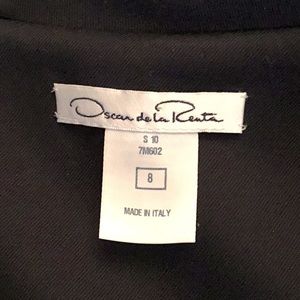 Oscar de la Renta
S 10
7M602
8
MADE IN ITALY